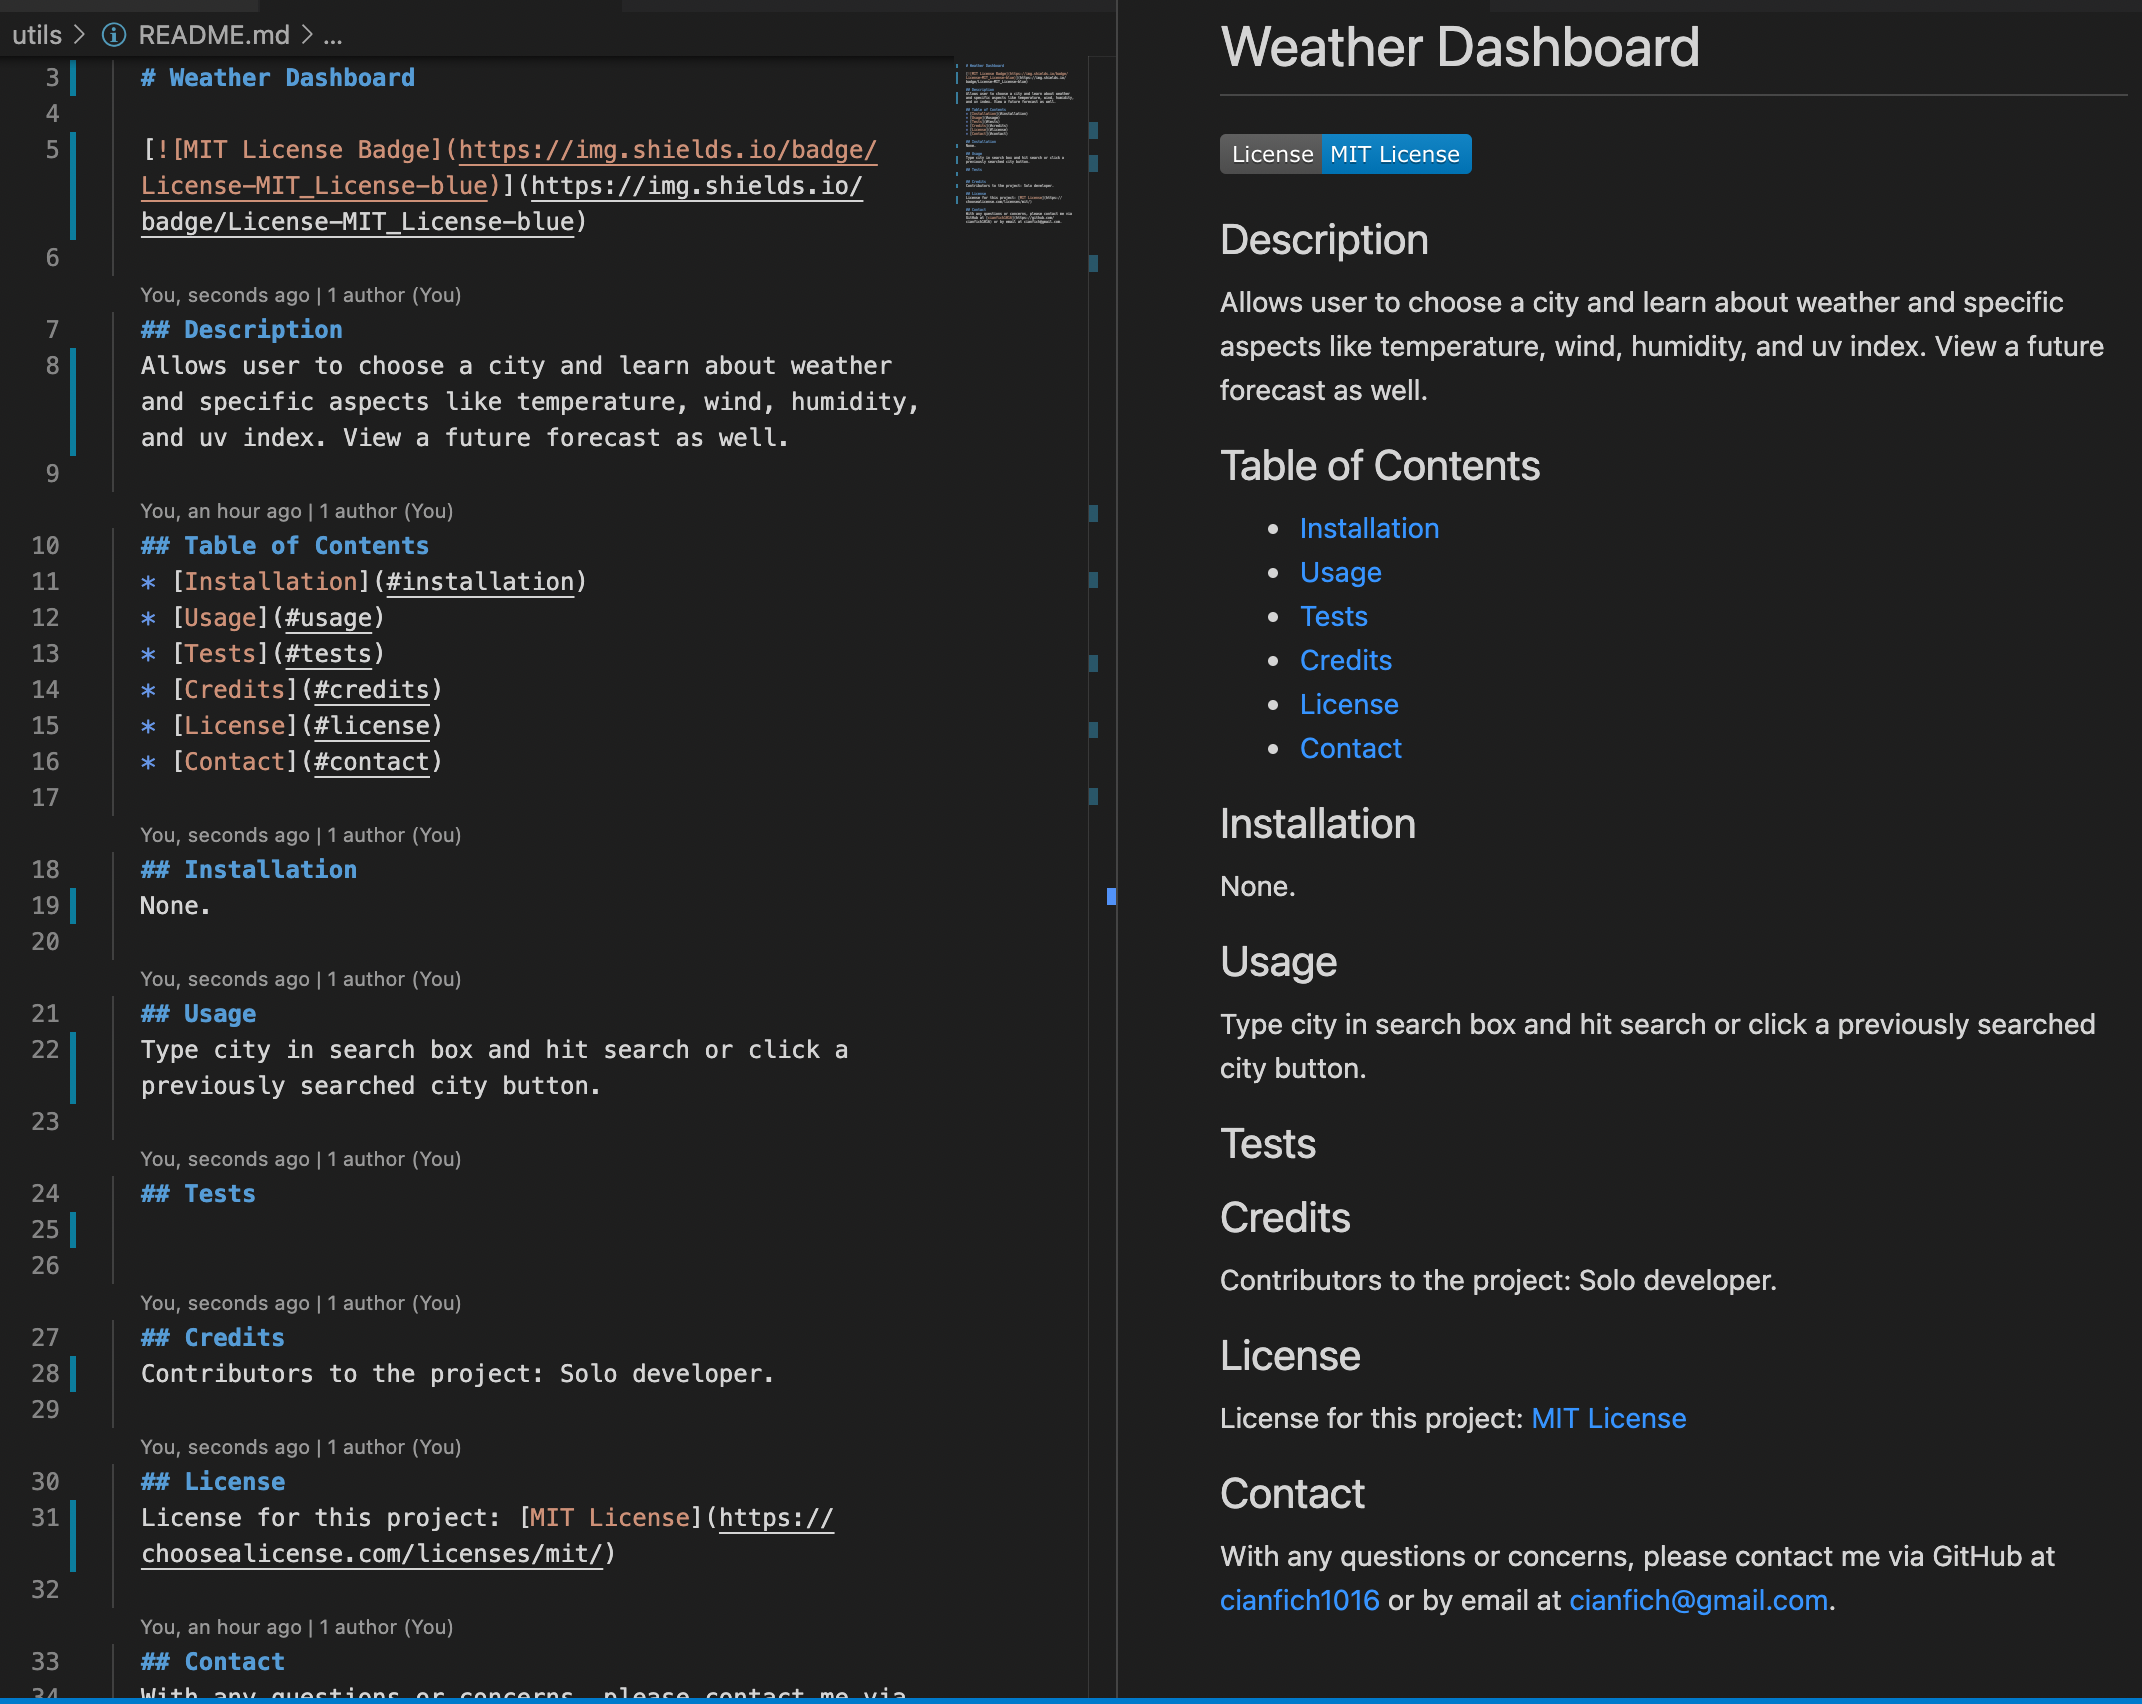 utils > README.md > ...
3 # Weather Dashboard
4
5 [![MIT License Badge](https://img.shields.io/badge/
License-MIT_License-blue)](https://img.shields.io/
badge/License-MIT_License-blue)
6
You, seconds ago | 1 author (You)
7 ## Description
8 Allows user to choose a city and learn about weather
and specific aspects like temperature, wind, humidity,
and uv index. View a future forecast as well.
9
You, an hour ago | 1 author (You)
10 ## Table of Contents
11 * [Installation](#installation)
12 * [Usage](#usage)
13 * [Tests](#tests)
14 * [Credits](#credits)
15 * [License](#license)
16 * [Contact](#contact)
17
You, seconds ago | 1 author (You)
18 ## Installation
19 None.
20
You, seconds ago | 1 author (You)
21 ## Usage
22 Type city in search box and hit search or click a
previously searched city button.
23
You, seconds ago | 1 author (You)
24 ## Tests
25
26
You, seconds ago | 1 author (You)
27 ## Credits
28 Contributors to the project: Solo developer.
29
You, seconds ago | 1 author (You)
30 ## License
31 License for this project: [MIT License](https://
choosealicense.com/licenses/mit/)
32
You, an hour ago | 1 author (You)
33 ## Contact
34 With any questions or concerns, please contact me via
Weather Dashboard
License MIT License
Description
Allows user to choose a city and learn about weather and specific
aspects like temperature, wind, humidity, and uv index. View a future
forecast as well.
Table of Contents
• Installation
• Usage
• Tests
• Credits
• License
• Contact
Installation
None.
Usage
Type city in search box and hit search or click a previously searched
city button.
Tests
Credits
Contributors to the project: Solo developer.
License
License for this project: MIT License
Contact
With any questions or concerns, please contact me via GitHub at
cianfich1016 or by email at cianfich@gmail.com.